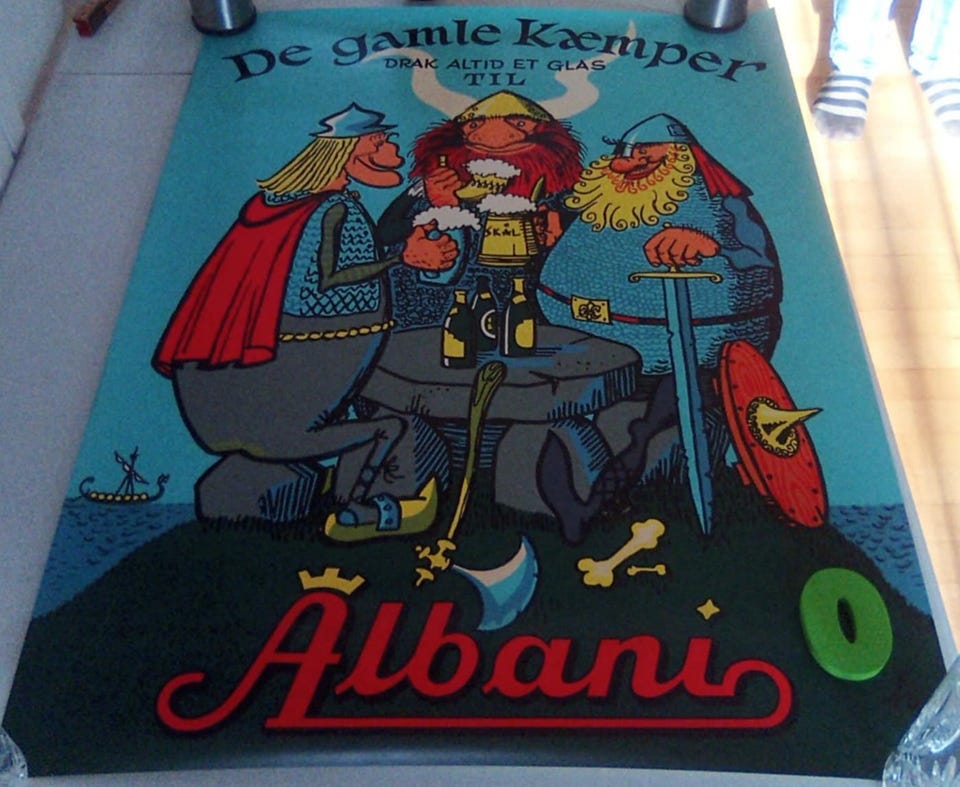 De gamle Kæmper
DRAK ALTID ET GLAS
TIL
SKÅL
Albani